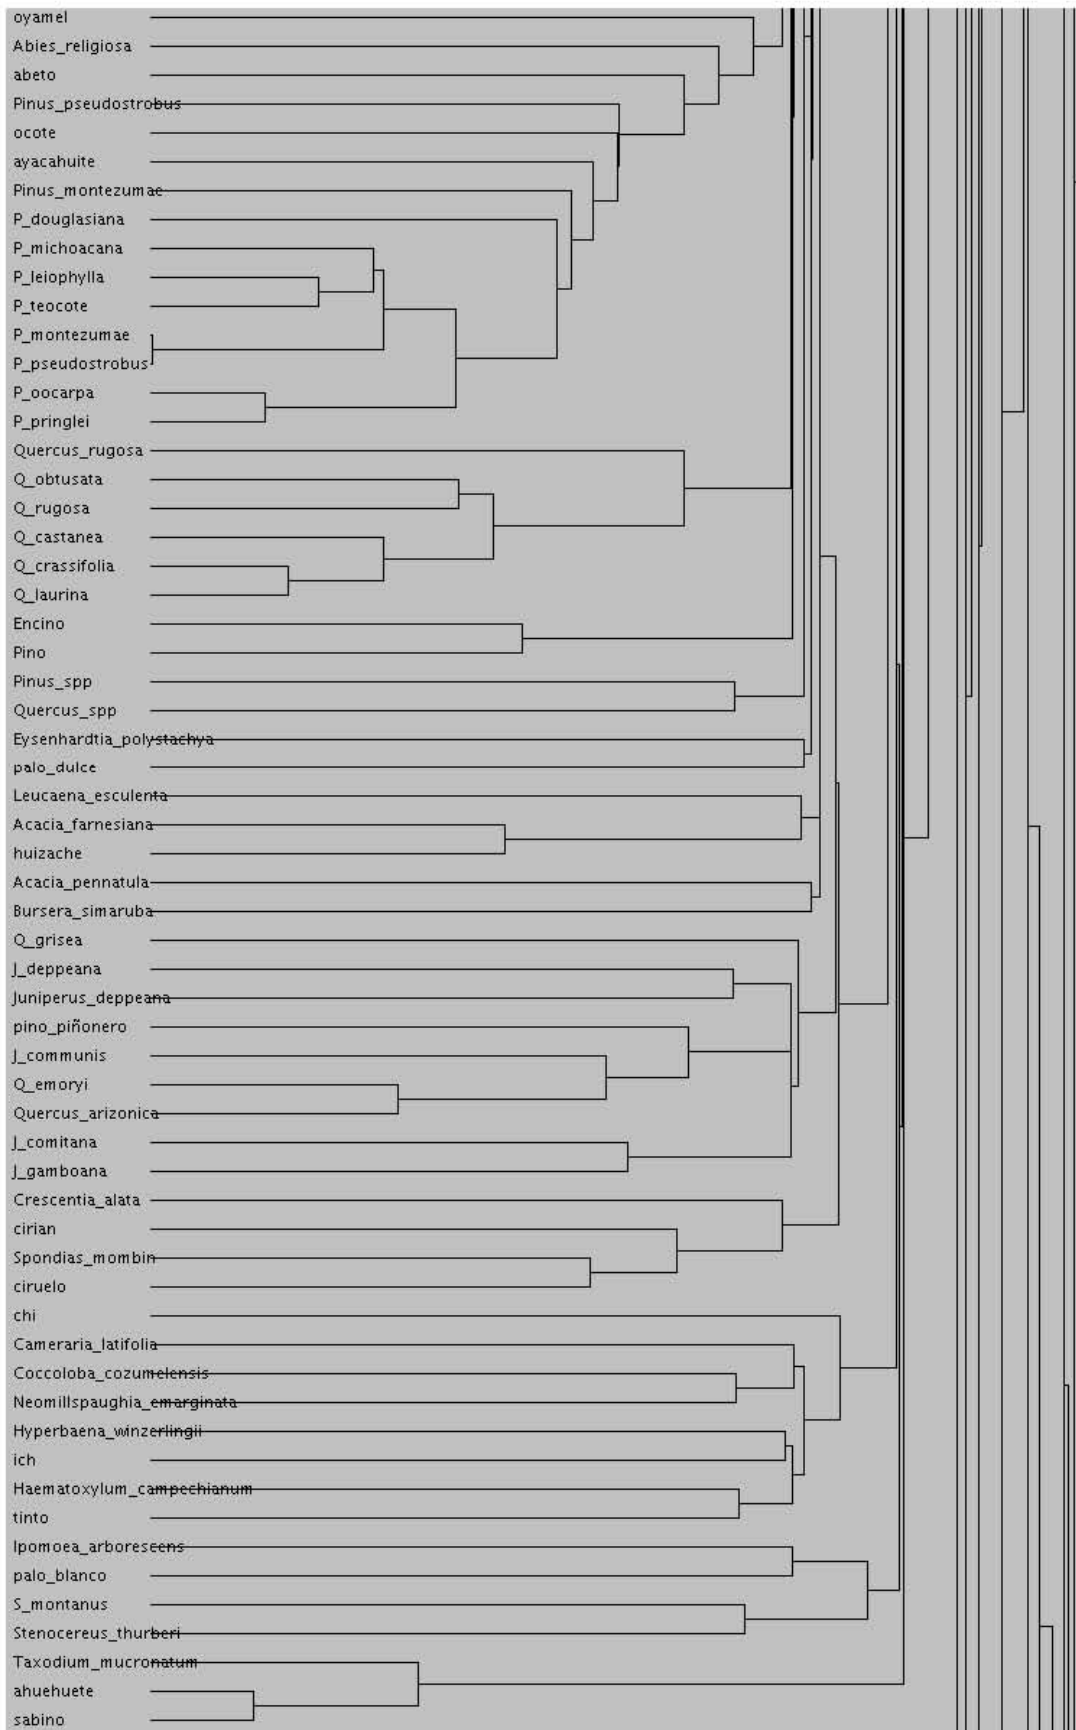 oyamel
Abies_religiosa
abeto
Pinus_pseudostrobus
ocote
ayacahuite
Pinus_montezumae
P_douglasiana
P_michoacana
P_leiophylla
P_teocote
P_montezumae
P_pseudostrobus
P_oocarpa
P_pringlei
Quercus_rugosa
Q_obtusata
Q_rugosa
Q_castanea
Q_crassifolia
Q_laurina
Encino
Pino
Pinus_spp
Quercus_spp
Eysenhardtia_polystachya
palo_dulce
Leucaena_esculenta
Acacia_farnesiana
huizache
Acacia_pennatula
Bursera_simaruba
Q_grisea
J_deppeana
Juniperus_deppeana
pino_piñonero
J_communis
Q_emoryi
Quercus_arizonica
J_comitana
J_gamboana
Crescentia_alata
cirian
Spondias_mombin
ciruelo
chi
Cameraria_latifolia
Coccoloba_cozumelensis
Neomillspaughia_emarginata
Hyperbaena_winzerlingii
ich
Haematoxylum_campechianum
tinto
Ipomoea_arborescens
palo_blanco
S_montanus
Stenocereus_thurberi
Taxodium_mucronatum
ahuehuete
sabino